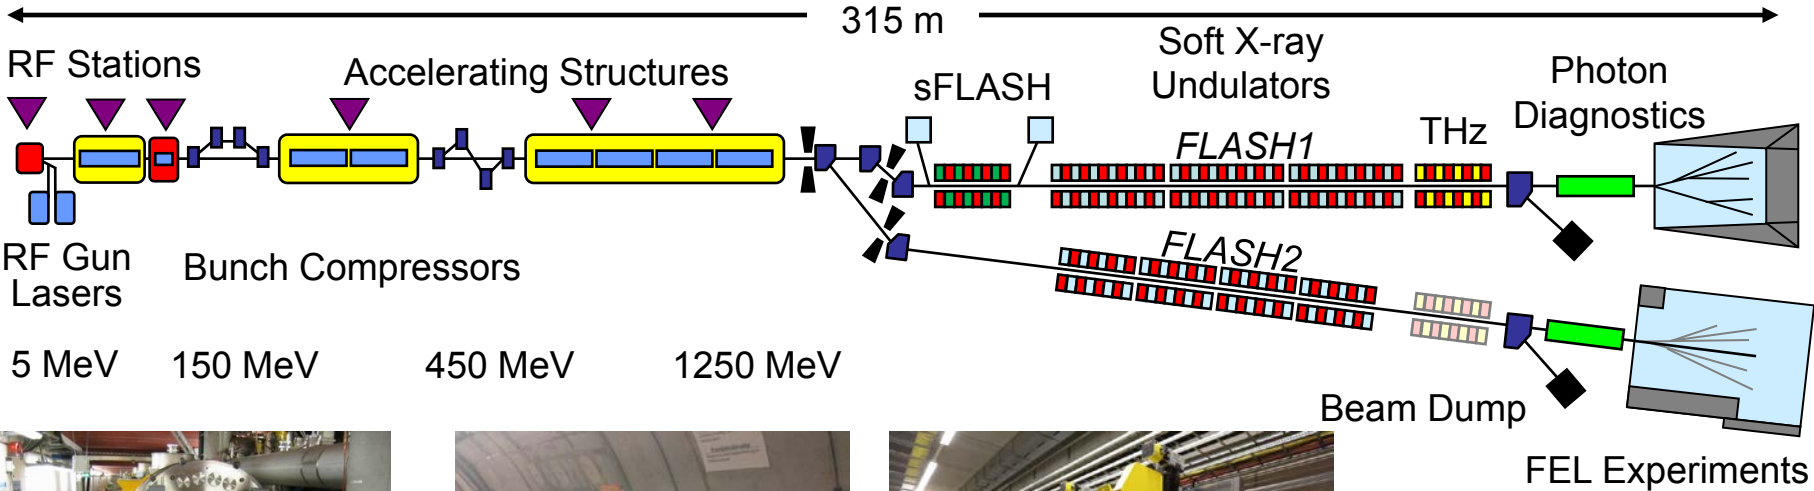 315 m
RF Stations
Accelerating Structures
sFLASH
Soft X-ray
Undulators
Photon
Diagnostics
THz
FLASH1
FLASH2
RF Gun
Lasers
Bunch Compressors
5 MeV
150 MeV
450 MeV
1250 MeV
Beam Dump
FEL Experiments